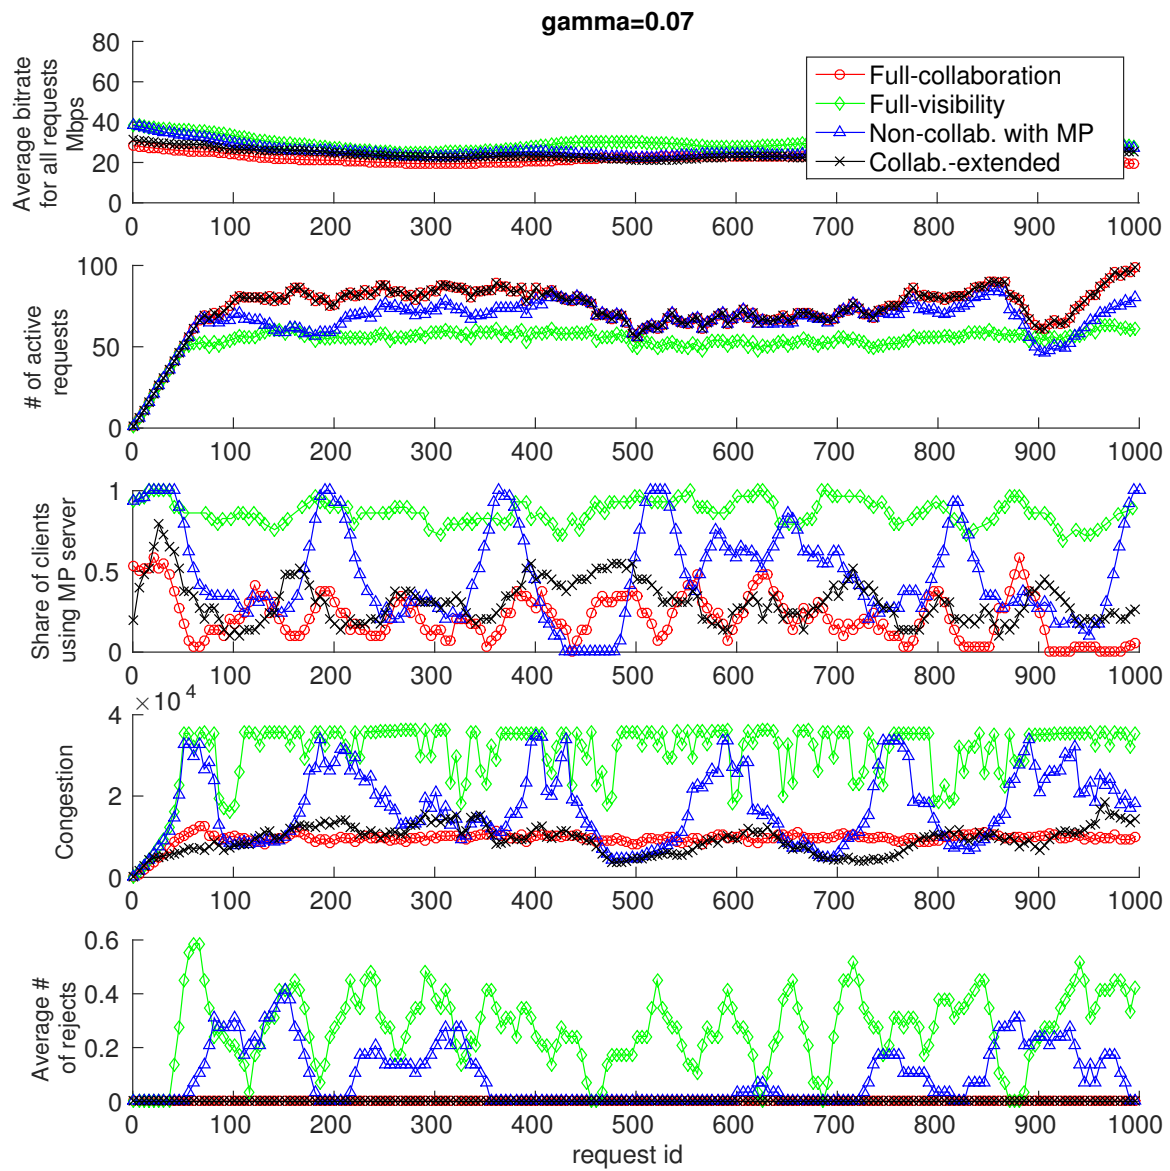 gamma=0.07
Average bitrate
for all requests
Mbps
80
60
40
20
0
Full-collaboration
Full-visibility
Non-collab. with MP
Collab.-extended
0 100 200 300 400 500 600 700 800 900 1000
# of active
requests
100
50
0
0 100 200 300 400 500 600 700 800 900 1000
Share of clients
using MP server
1
0.5
0
0 100 200 300 400 500 600 700 800 900 1000
× 10 4
Congestion
4
2
0
0 100 200 300 400 500 600 700 800 900 1000
Average #
of rejects
0.6
0.4
0.2
0
0 100 200 300 400 500 600 700 800 900 1000
request id